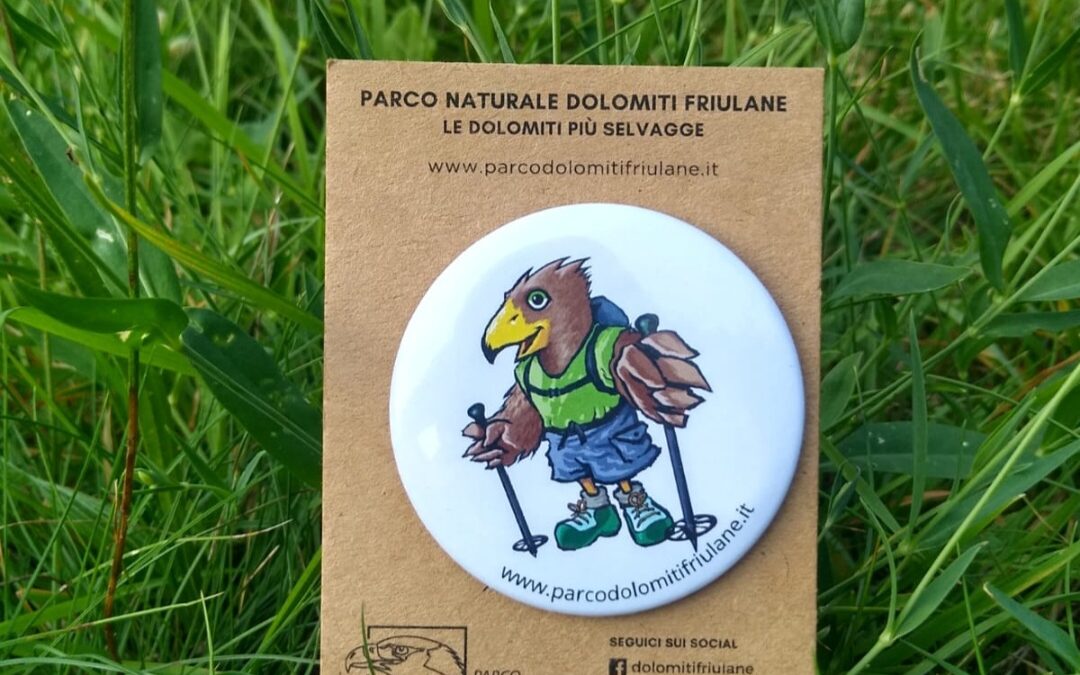 PARCO NATURALE DOLOMITI FRIULANE
LE DOLOMITI PIÙ SELVAGGE
www.parcodolomitifriulane.it
www.parcodolomitifriulane.it
PARCO
SEGUICI SUI SOCIAL
dolomitifriulane